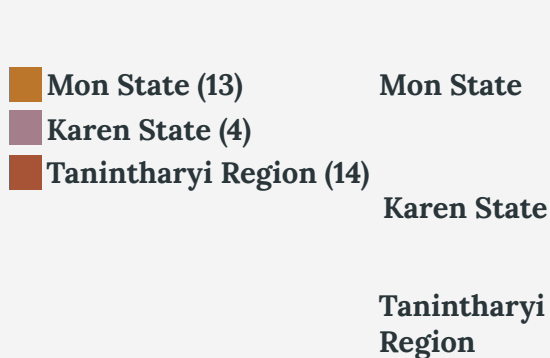 Mon State (13)
Karen State (4)
Tanintharyi Region (14)
Mon State
Karen State
Tanintharyi
Region